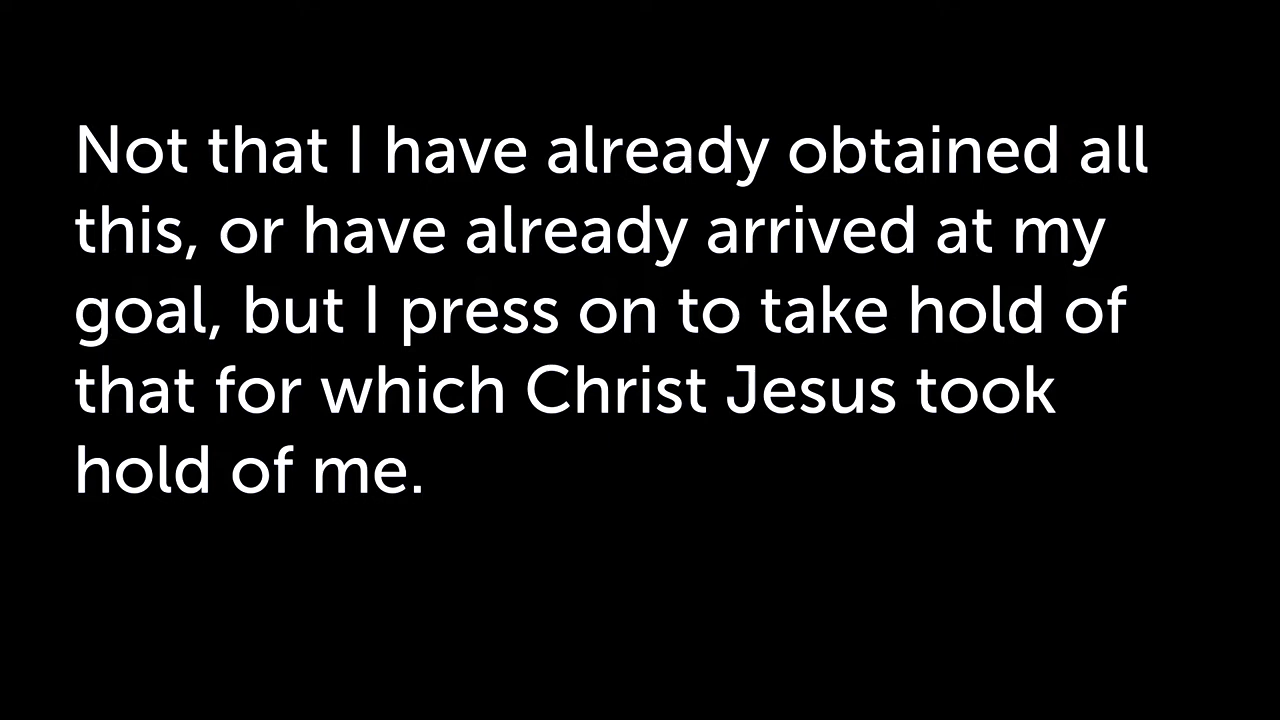 Not that I have already obtained all
this, or have already arrived at my
goal, but I press on to take hold of
that for which Christ Jesus took
hold of me.